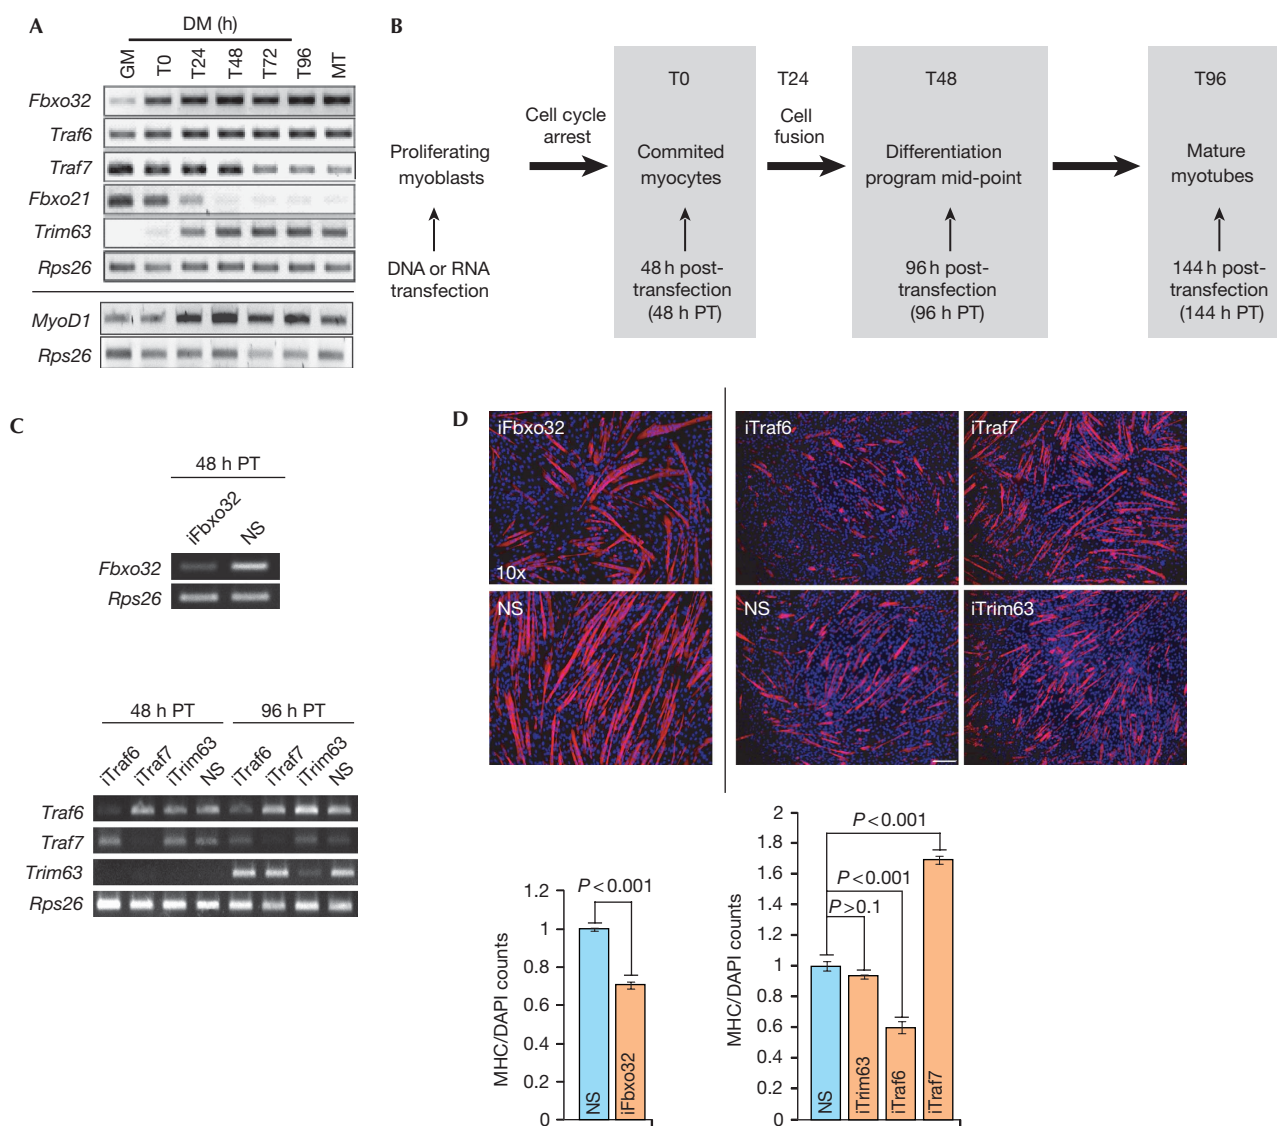 A
DM (h)
GM
T0
T24
T48
T72
T96
MT
Fbxo32
Traf6
Traf7
Fbxo21
Trim63
Rps26
MyoD1
Rps26
B
T0
T24
T48
T96
Cell cycle
arrest
Cell
fusion
Proliferating
myoblasts
Commited
myocytes
Differentiation
program mid-point
Mature
myotubes
DNA or RNA
transfection
48 h post-
transfection
(48 h PT)
96 h post-
transfection
(96 h PT)
144 h post-
transfection
(144 h PT)
C
48 h PT
iFbxo32
NS
Fbxo32
Rps26
48 h PT
96 h PT
iTraf6
iTraf7
iTrim63
NS
iTraf6
iTraf7
iTrim63
NS
Traf6
Traf7
Trim63
Rps26
D
iFbxo32
10x
NS
iTraf6
iTraf7
NS
iTrim63
MHC/DAPI counts
1.2
1
0.8
0.6
0.4
0.2
0
P < 0.001
NS
iFbxo32
MHC/DAPI counts
2
1.8
1.6
1.4
1.2
1
0.8
0.6
0.4
0.2
0
P < 0.001
P < 0.001
P > 0.1
NS
iTrim63
iTraf6
iTraf7